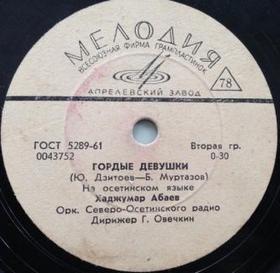 МЕЛОДИЯ
ВСЕСОЮЗНАЯ ФИРМА ГРАМПЛАСТИНОК
78
АПРЕЛЕВСКИЙ ЗАВОД
ГОСТ 5289-61 Вторая гр.
0043752 0-30
ГОРДЫЕ ДЕВУШКИ
(Ю. Дзитоев—Б. Муртазов)
На осетинском языке
Хаджумар Абаев
Орк. Северо-Осетинского радио
Дирижер Г. Овечкин